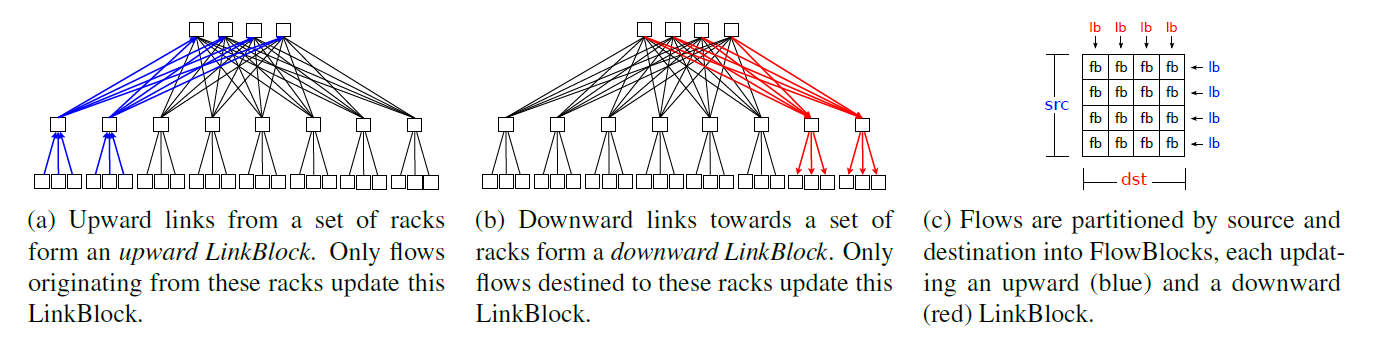 lb lb lb lb
fb fb fb fb lb
fb fb fb fb lb
src
fb fb fb fb lb
fb fb fb fb lb
dst
(a) Upward links from a set of racks
form an upward LinkBlock. Only flows
originating from these racks update this
LinkBlock.
(b) Downward links towards a set of
racks form a downward LinkBlock. Only
flows destined to these racks update this
LinkBlock.
(c) Flows are partitioned by source and
destination into FlowBlocks, each updat-
ing an upward (blue) and a downward
(red) LinkBlock.